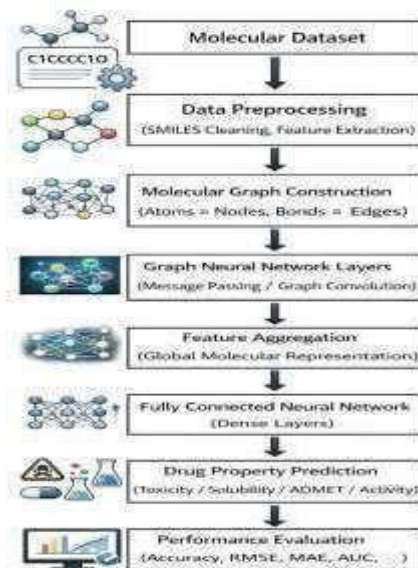 Molecular Dataset
C1CCCC1O
Data Preprocessing
(SMILES Cleaning, Feature Extraction)
Molecular Graph Construction
(Atoms = Nodes, Bonds = Edges)
Graph Neural Network Layers
(Message Passing / Graph Convolution)
Feature Aggregation
(Global Molecular Representation)
Fully Connected Neural Network
(Dense Layers)
Drug Property Prediction
(Toxicity / Solubility / ADMET / Activity)
Performance Evaluation
(Accuracy, RMSE, MAE, AUC, )